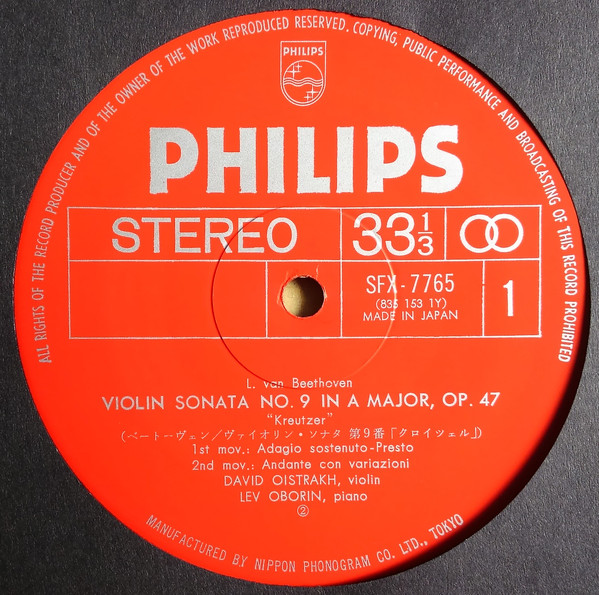 ALL RIGHTS OF THE RECORD PRODUCER AND OF THE OWNER OF THE WORK REPRODUCED RESERVED. COPYING, PUBLIC PERFORMANCE AND BROADCASTING OF THIS RECORD PROHIBITED
PHILIPS
PHILIPS
STEREO 33⅓
SFX-7765
(835 153 1Y)
MADE IN JAPAN
1
L. van Beethoven
VIOLIN SONATA NO. 9 IN A MAJOR, OP. 47
“Kreutzer”
(ベートーヴェン/ヴァイオリン・ソナタ 第9番「クロイツェル」)
1st mov.: Adagio sostenuto-Presto
2nd mov.: Andante con variazioni
DAVID OISTRAKH, violin
LEV OBORIN, piano
②
MANUFACTURED BY NIPPON PHONOGRAM CO. LTD., TOKYO